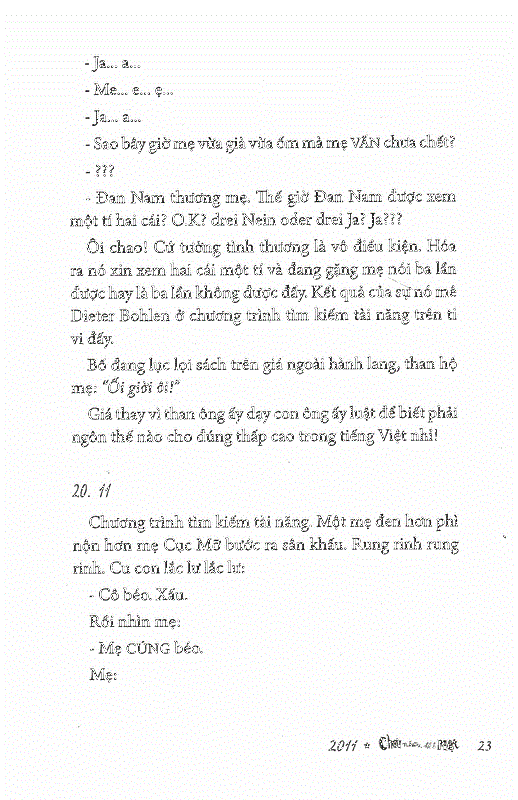 - Ja... a...
- Me... e... ẹ...
- Ja... a...
- Sao bây giờ mẹ vừa già vừa ốm mà mẹ VẪN chưa chết?
- ???
- Đan Nam thương mẹ. Thế giờ Đan Nam được xem
một tí hai cái? O.K? drei Nein oder drei Ja? Ja???
Ôi chao! Cứ tưởng tình thương là vô điều kiện. Hóa
ra nó xin xem hai cái một tí và đang gặng mẹ nói ba lần
được hay là ba lần không được đấy. Kết quả của sự nó mê
Dieter Bohlen ở chương trình tìm kiếm tài năng trên ti
vi đấy.
Bố đang lục lọi sách trên giá ngoài hành lang, than hộ
mẹ: "Ối giời ôi!"
Giá thay vì than ông ấy dạy con ông ấy luật để biết phải
ngôn thế nào cho đúng thấp cao trong tiếng Việt nhỉ!
20. 11
Chương trình tìm kiếm tài năng. Một mẹ đen hơn phì
nộn hơn mẹ Cục Mỡ bước ra sân khấu. Rung rinh rung
rinh. Cu con lắc lư lắc lư:
- Cô béo. Xấu.
Rồi nhìn mẹ:
- Mẹ CŨNG béo.
Mẹ:
2011 23